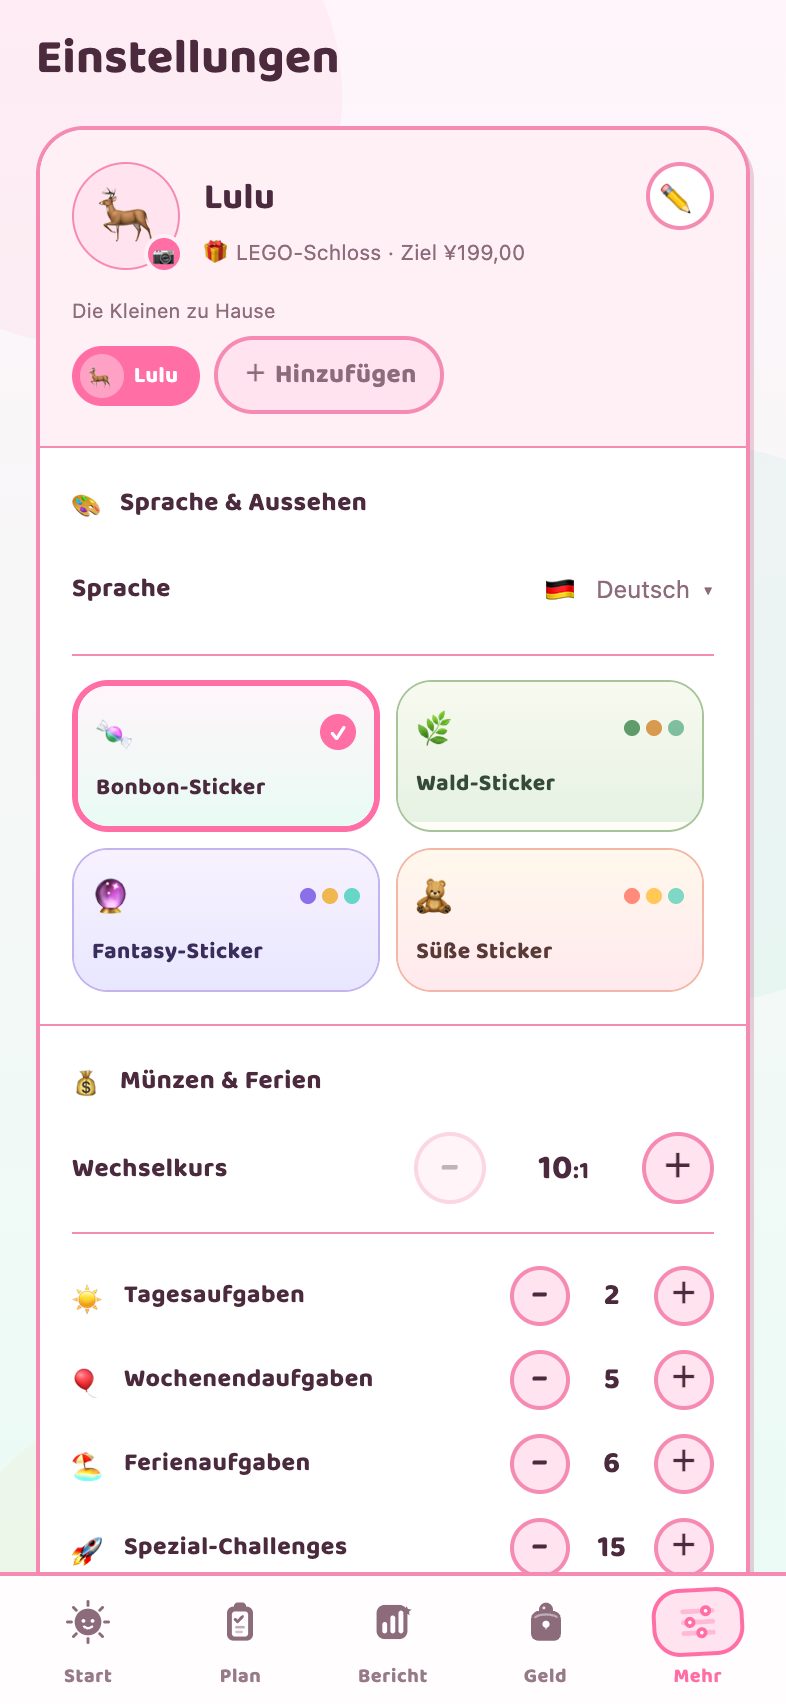 Einstellungen
Lulu
LEGO-Schloss · Ziel ¥199,00
Die Kleinen zu Hause
Lulu
+ Hinzufügen
Sprache & Aussehen
Sprache
Deutsch ▾
Bonbon-Sticker
Wald-Sticker
Fantasy-Sticker
Süße Sticker
Münzen & Ferien
Wechselkurs
- 10:1 +
Tagesaufgaben
- 2 +
Wochenendaufgaben
- 5 +
Ferienaufgaben
- 6 +
Spezial-Challenges
- 15 +
Start
Plan
Bericht
Geld
Mehr